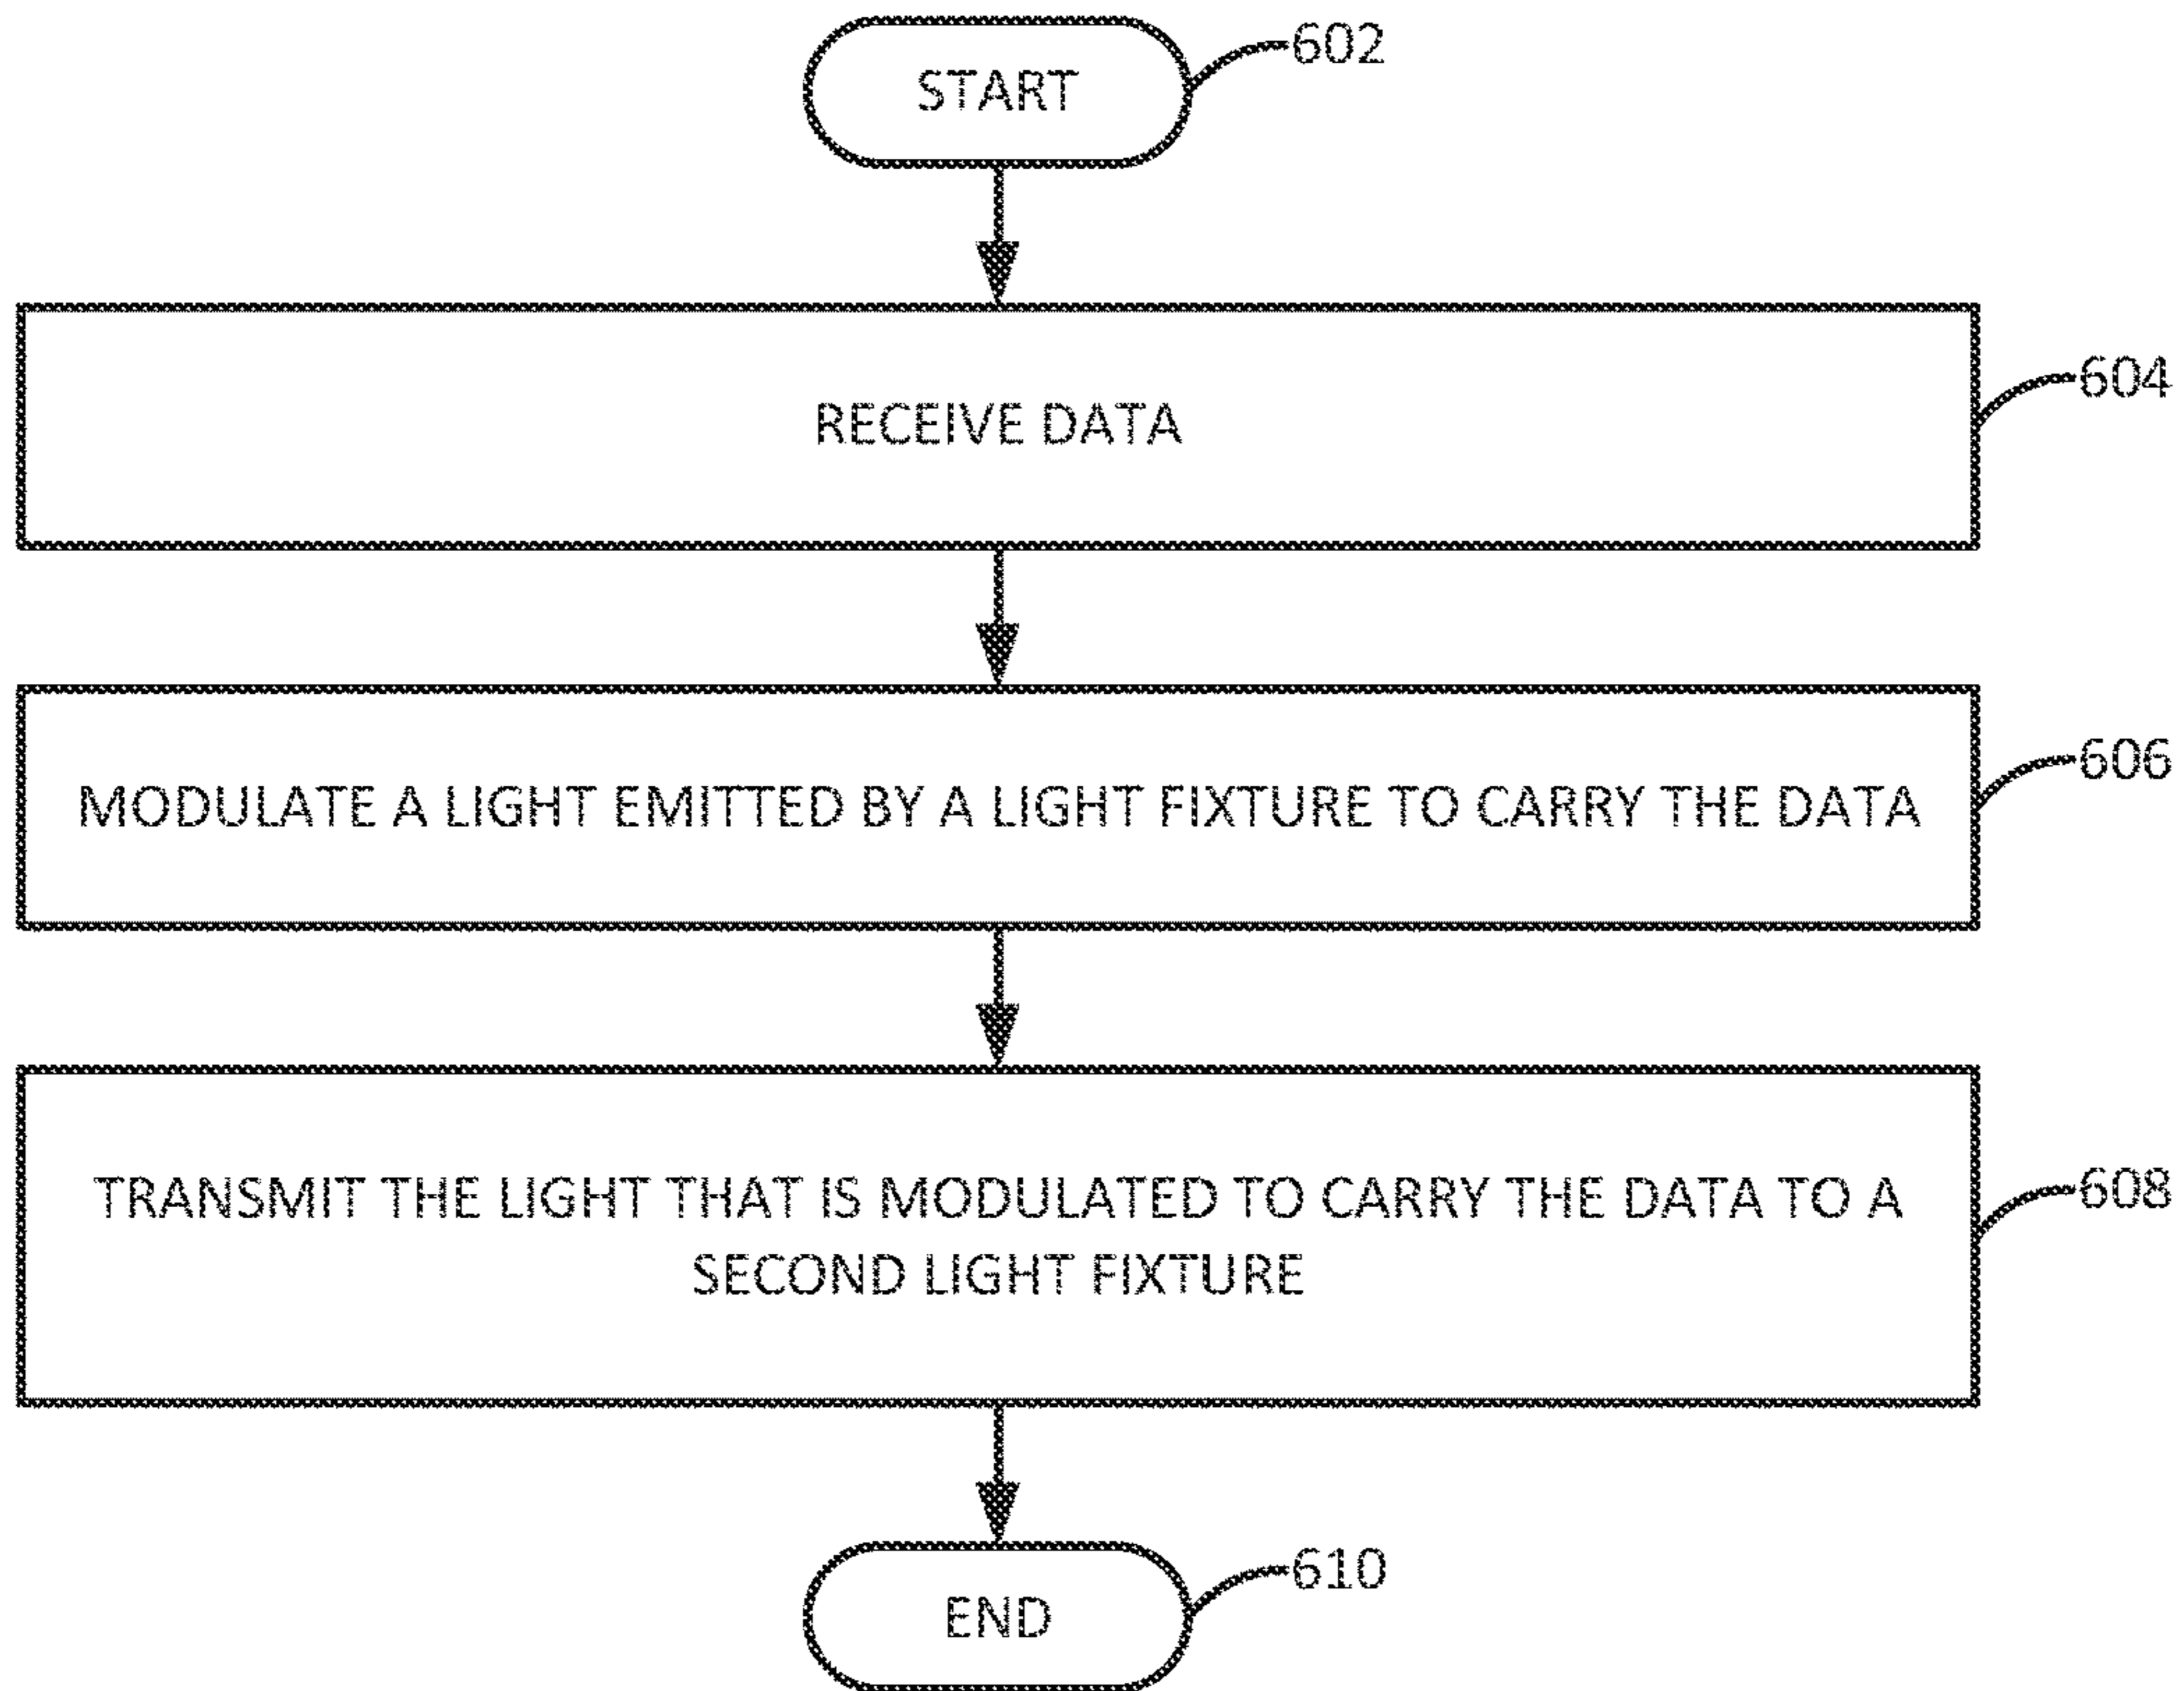 START
602
RECEIVE DATA
604
MODULATE A LIGHT EMITTED BY A LIGHT FIXTURE TO CARRY THE DATA
606
TRANSMIT THE LIGHT THAT IS MODULATED TO CARRY THE DATA TO A
SECOND LIGHT FIXTURE
608
END
610